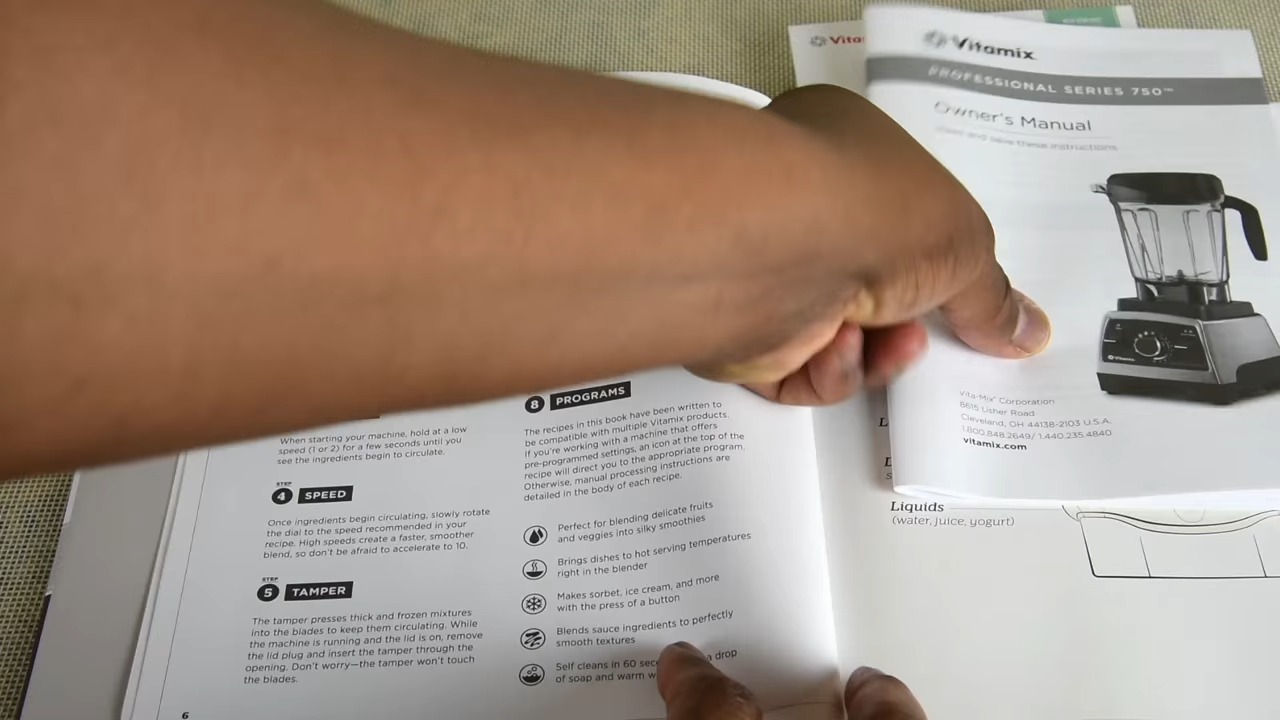 When starting your machine, hold at a low
speed (1 or 2) for a few seconds until you
see the ingredients begin to circulate.
STEP
4 SPEED
Once ingredients begin circulating, slowly rotate
the dial to the speed recommended in your
recipe. High speeds create a faster, smoother
blend, so don't be afraid to accelerate to 10.
STEP
5 TAMPER
The tamper presses thick and frozen mixtures
into the blades to keep them circulating. While
the machine is running and the lid is on, remove
the lid plug and insert the tamper through the
opening. Don't worry—the tamper won't touch
the blades.
6
8 PROGRAMS
The recipes in this book have been written to
be compatible with multiple Vitamix products.
If you're working with a machine that offers
pre-programmed settings, an icon at the top of the
recipe will direct you to the appropriate program.
Otherwise, manual processing instructions are
detailed in the body of each recipe.
Perfect for blending delicate fruits
and veggies into silky smoothies
Brings dishes to hot serving temperatures
right in the blender
Makes sorbet, ice cream, and more
with the press of a button
Blends sauce ingredients to perfectly
smooth textures
Self cleans in 60 drop
of soap and warm
Vitamix
PROFESSIONAL SERIES 750™
Owner's Manual
Read and save these instructions
Vitamix
Vita-Mix® Corporation
8615 Usher Road
Cleveland, OH 44138-2103 U.S.A.
1.800.848.2649/ 1.440.235.4840
vitamix.com
Liquids
(water, juice, yogurt)